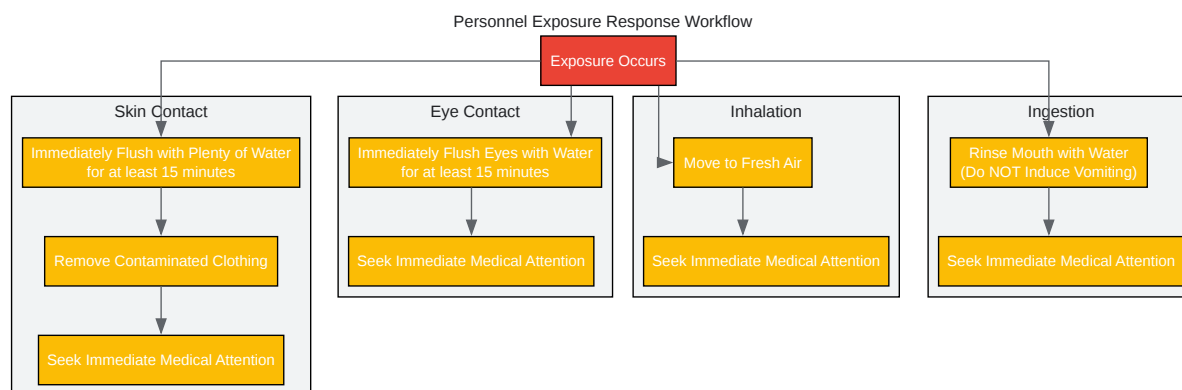 Personnel Exposure Response Workflow
Exposure Occurs
Skin Contact
Immediately Flush with Plenty of Water
for at least 15 minutes
Remove Contaminated Clothing
Seek Immediate Medical Attention
Eye Contact
Immediately Flush Eyes with Water
for at least 15 minutes
Seek Immediate Medical Attention
Inhalation
Move to Fresh Air
Seek Immediate Medical Attention
Ingestion
Rinse Mouth with Water
(Do NOT Induce Vomiting)
Seek Immediate Medical Attention